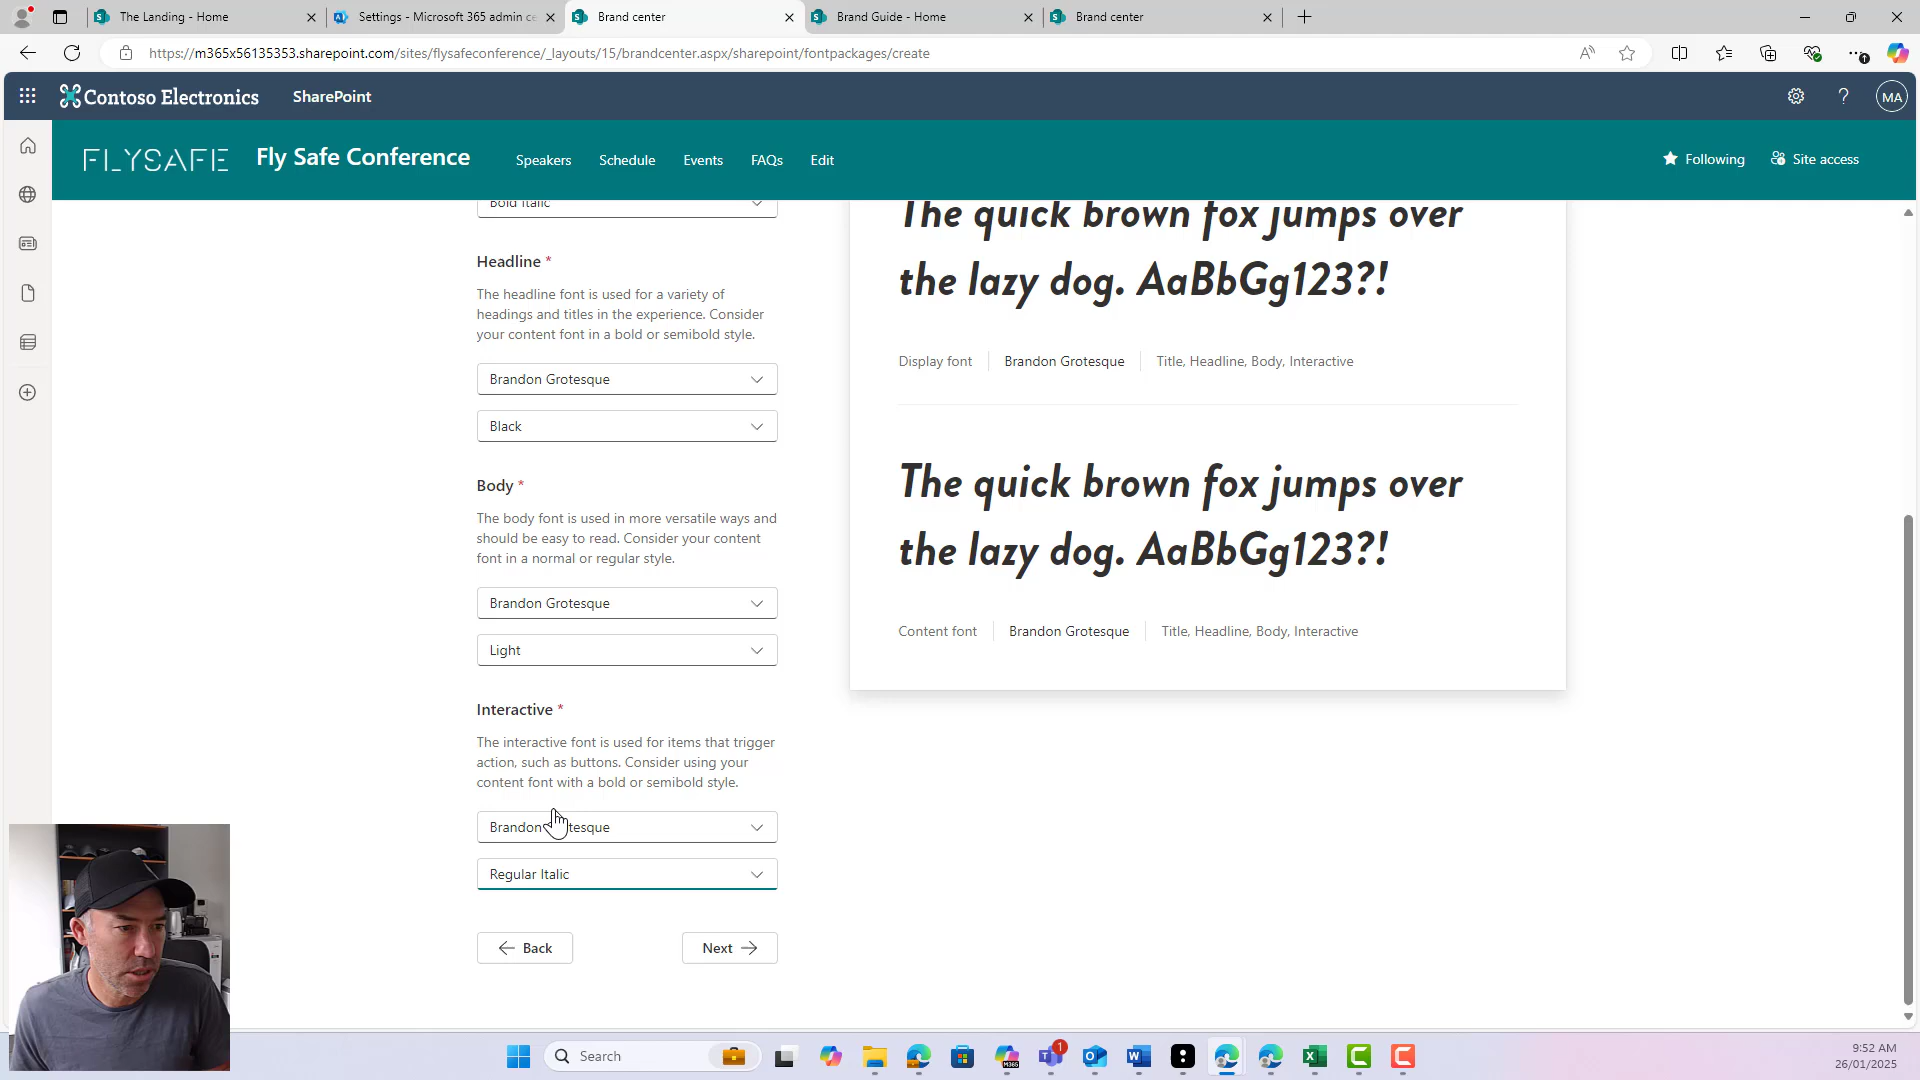 The Landing - Home
Settings - Microsoft 365 admin ce
Brand center
Brand Guide - Home
Brand center
https://m365x56135353.sharepoint.com/sites/flysafeconference/_layouts/15/brandcenter.aspx/sharepoint/fontpackages/create
Contoso Electronics
SharePoint
MA
FLYSAFE
Fly Safe Conference
Speakers
Schedule
Events
FAQs
Edit
Following
Site access
Bold Italic
Headline *
The headline font is used for a variety of
headings and titles in the experience. Consider
your content font in a bold or semibold style.
Brandon Grotesque
Black
Body *
The body font is used in more versatile ways and
should be easy to read. Consider your content
font in a normal or regular style.
Brandon Grotesque
Light
Interactive *
The interactive font is used for items that trigger
action, such as buttons. Consider using your
content font with a bold or semibold style.
Brandon Grotesque
Regular Italic
Back
Next
The quick brown fox jumps over
the lazy dog. AaBbGg123?!
Display font
Brandon Grotesque
Title, Headline, Body, Interactive
The quick brown fox jumps over
the lazy dog. AaBbGg123?!
Content font
Brandon Grotesque
Title, Headline, Body, Interactive
Search
M365
1
9:52 AM
26/01/2025